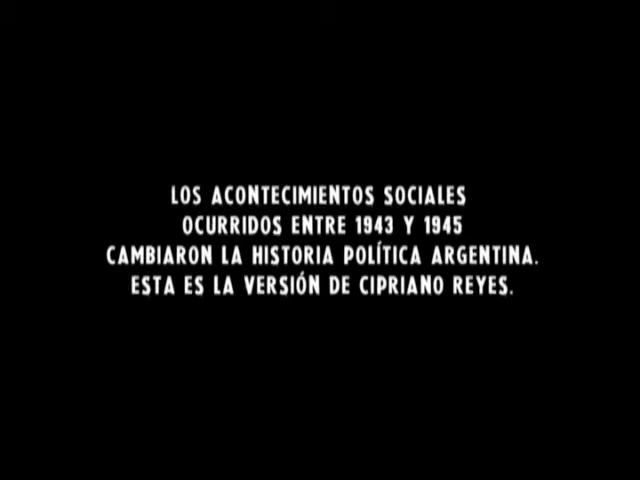 LOS ACONTECIMIENTOS SOCIALES
OCURRIDOS ENTRE 1943 Y 1945
CAMBIARON LA HISTORIA POLÍTICA ARGENTINA.
ESTA ES LA VERSIÓN DE CIPRIANO REYES.